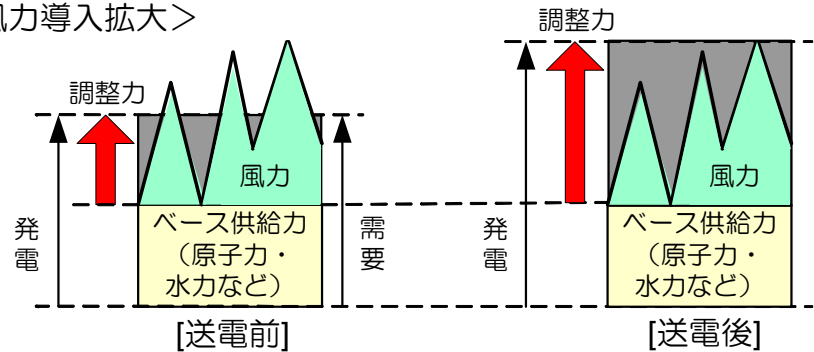 風力導入拡大＞
調整力
調整力
風力
風力
発電
ベース供給力
（原子力・
水力など）
需要
発電
ベース供給力
（原子力・
水力など）
[送電前]
[送電後]